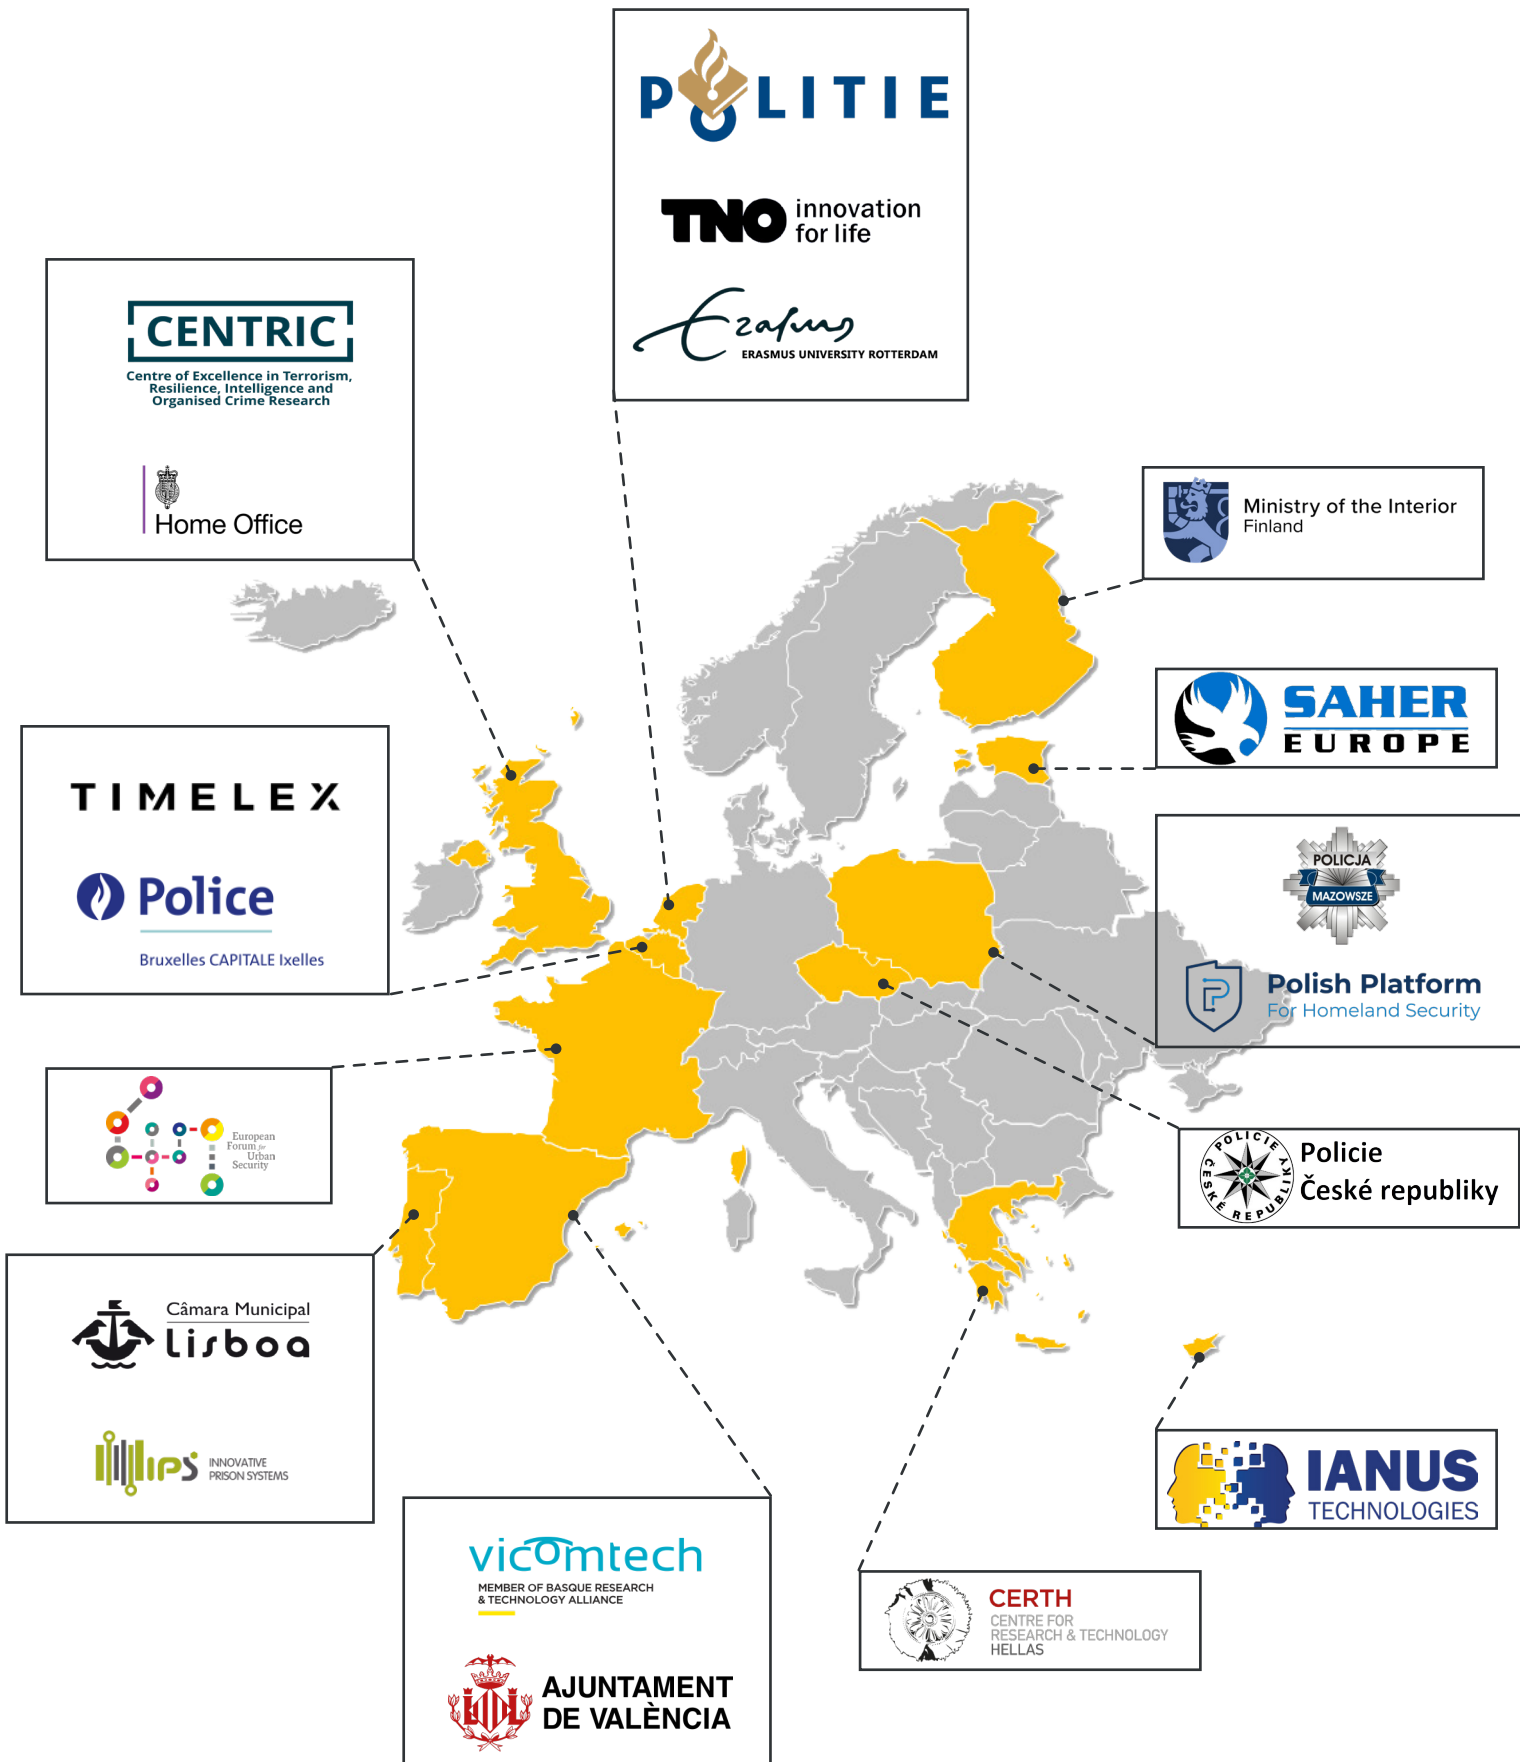 POLITIE
TNO innovation
for life
Erasmus
ERASMUS UNIVERSITY ROTTERDAM
CENTRIC
Centre of Excellence in Terrorism,
Resilience, Intelligence and
Organised Crime Research
Home Office
Ministry of the Interior
Finland
SAHER
EUROPE
TIMELEX
Police
Bruxelles CAPITALE Ixelles
POLICJA
MAZOWSZE
Polish Platform
For Homeland Security
European
Forum for
Urban
Security
POLICIE ČESKÉ REPUBLIKY
Policie
České republiky
Câmara Municipal
Lisboa
IPS INNOVATIVE
PRISON SYSTEMS
IANUS
TECHNOLOGIES
vicomtech
MEMBER OF BASQUE RESEARCH
& TECHNOLOGY ALLIANCE
AJUNTAMENT
DE VALÈNCIA
CERTH
CENTRE FOR
RESEARCH & TECHNOLOGY
HELLAS